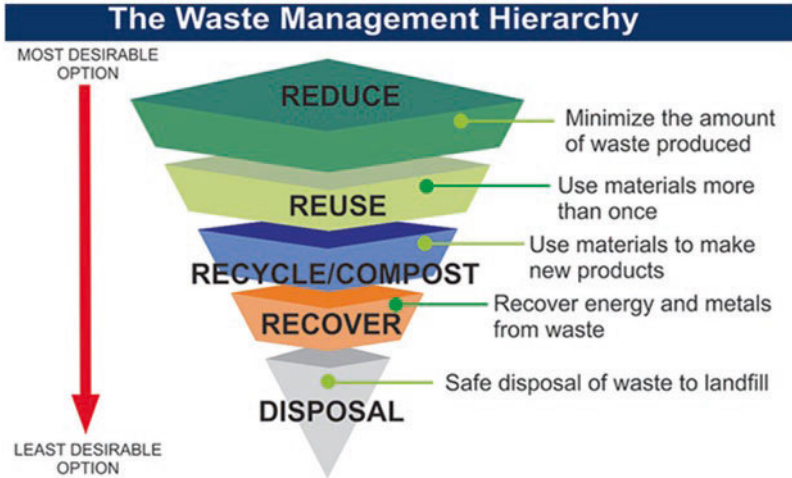 The Waste Management Hierarchy
MOST DESIRABLE
OPTION
REDUCE
Minimize the amount
of waste produced
REUSE
Use materials more
than once
RECYCLE/COMPOST
Use materials to make
new products
RECOVER
Recover energy and metals
from waste
DISPOSAL
Safe disposal of waste to landfill
LEAST DESIRABLE
OPTION